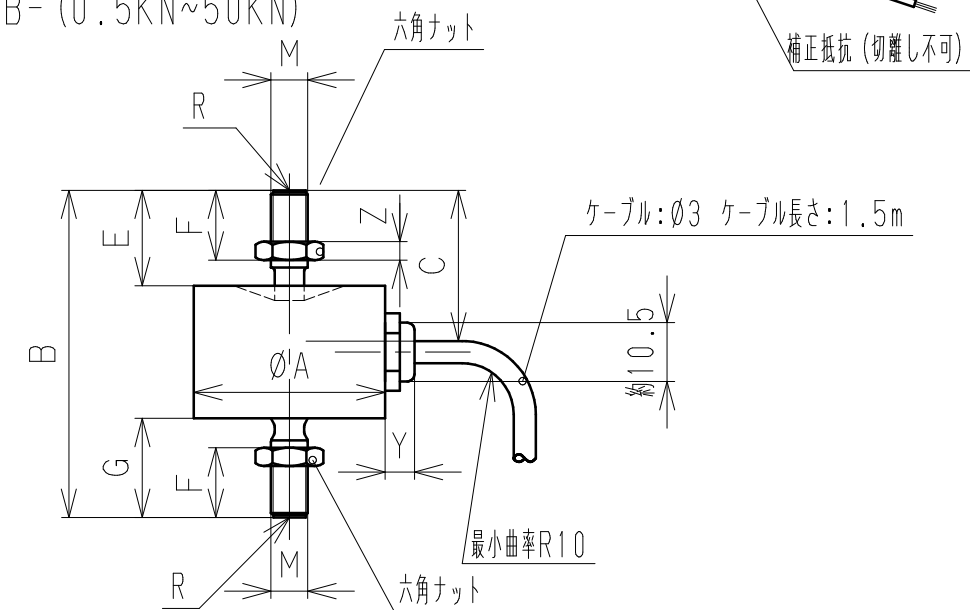 B-(0.5KN~50KN)
六角ナット
補正抵抗(切離し不可)
M
R
Z
F
E
C
ケーブル:Ø3 ケーブル長さ:1.5m
B
ØA
約10.5
Y
G
F
最小曲率R10
M
R
六角ナット